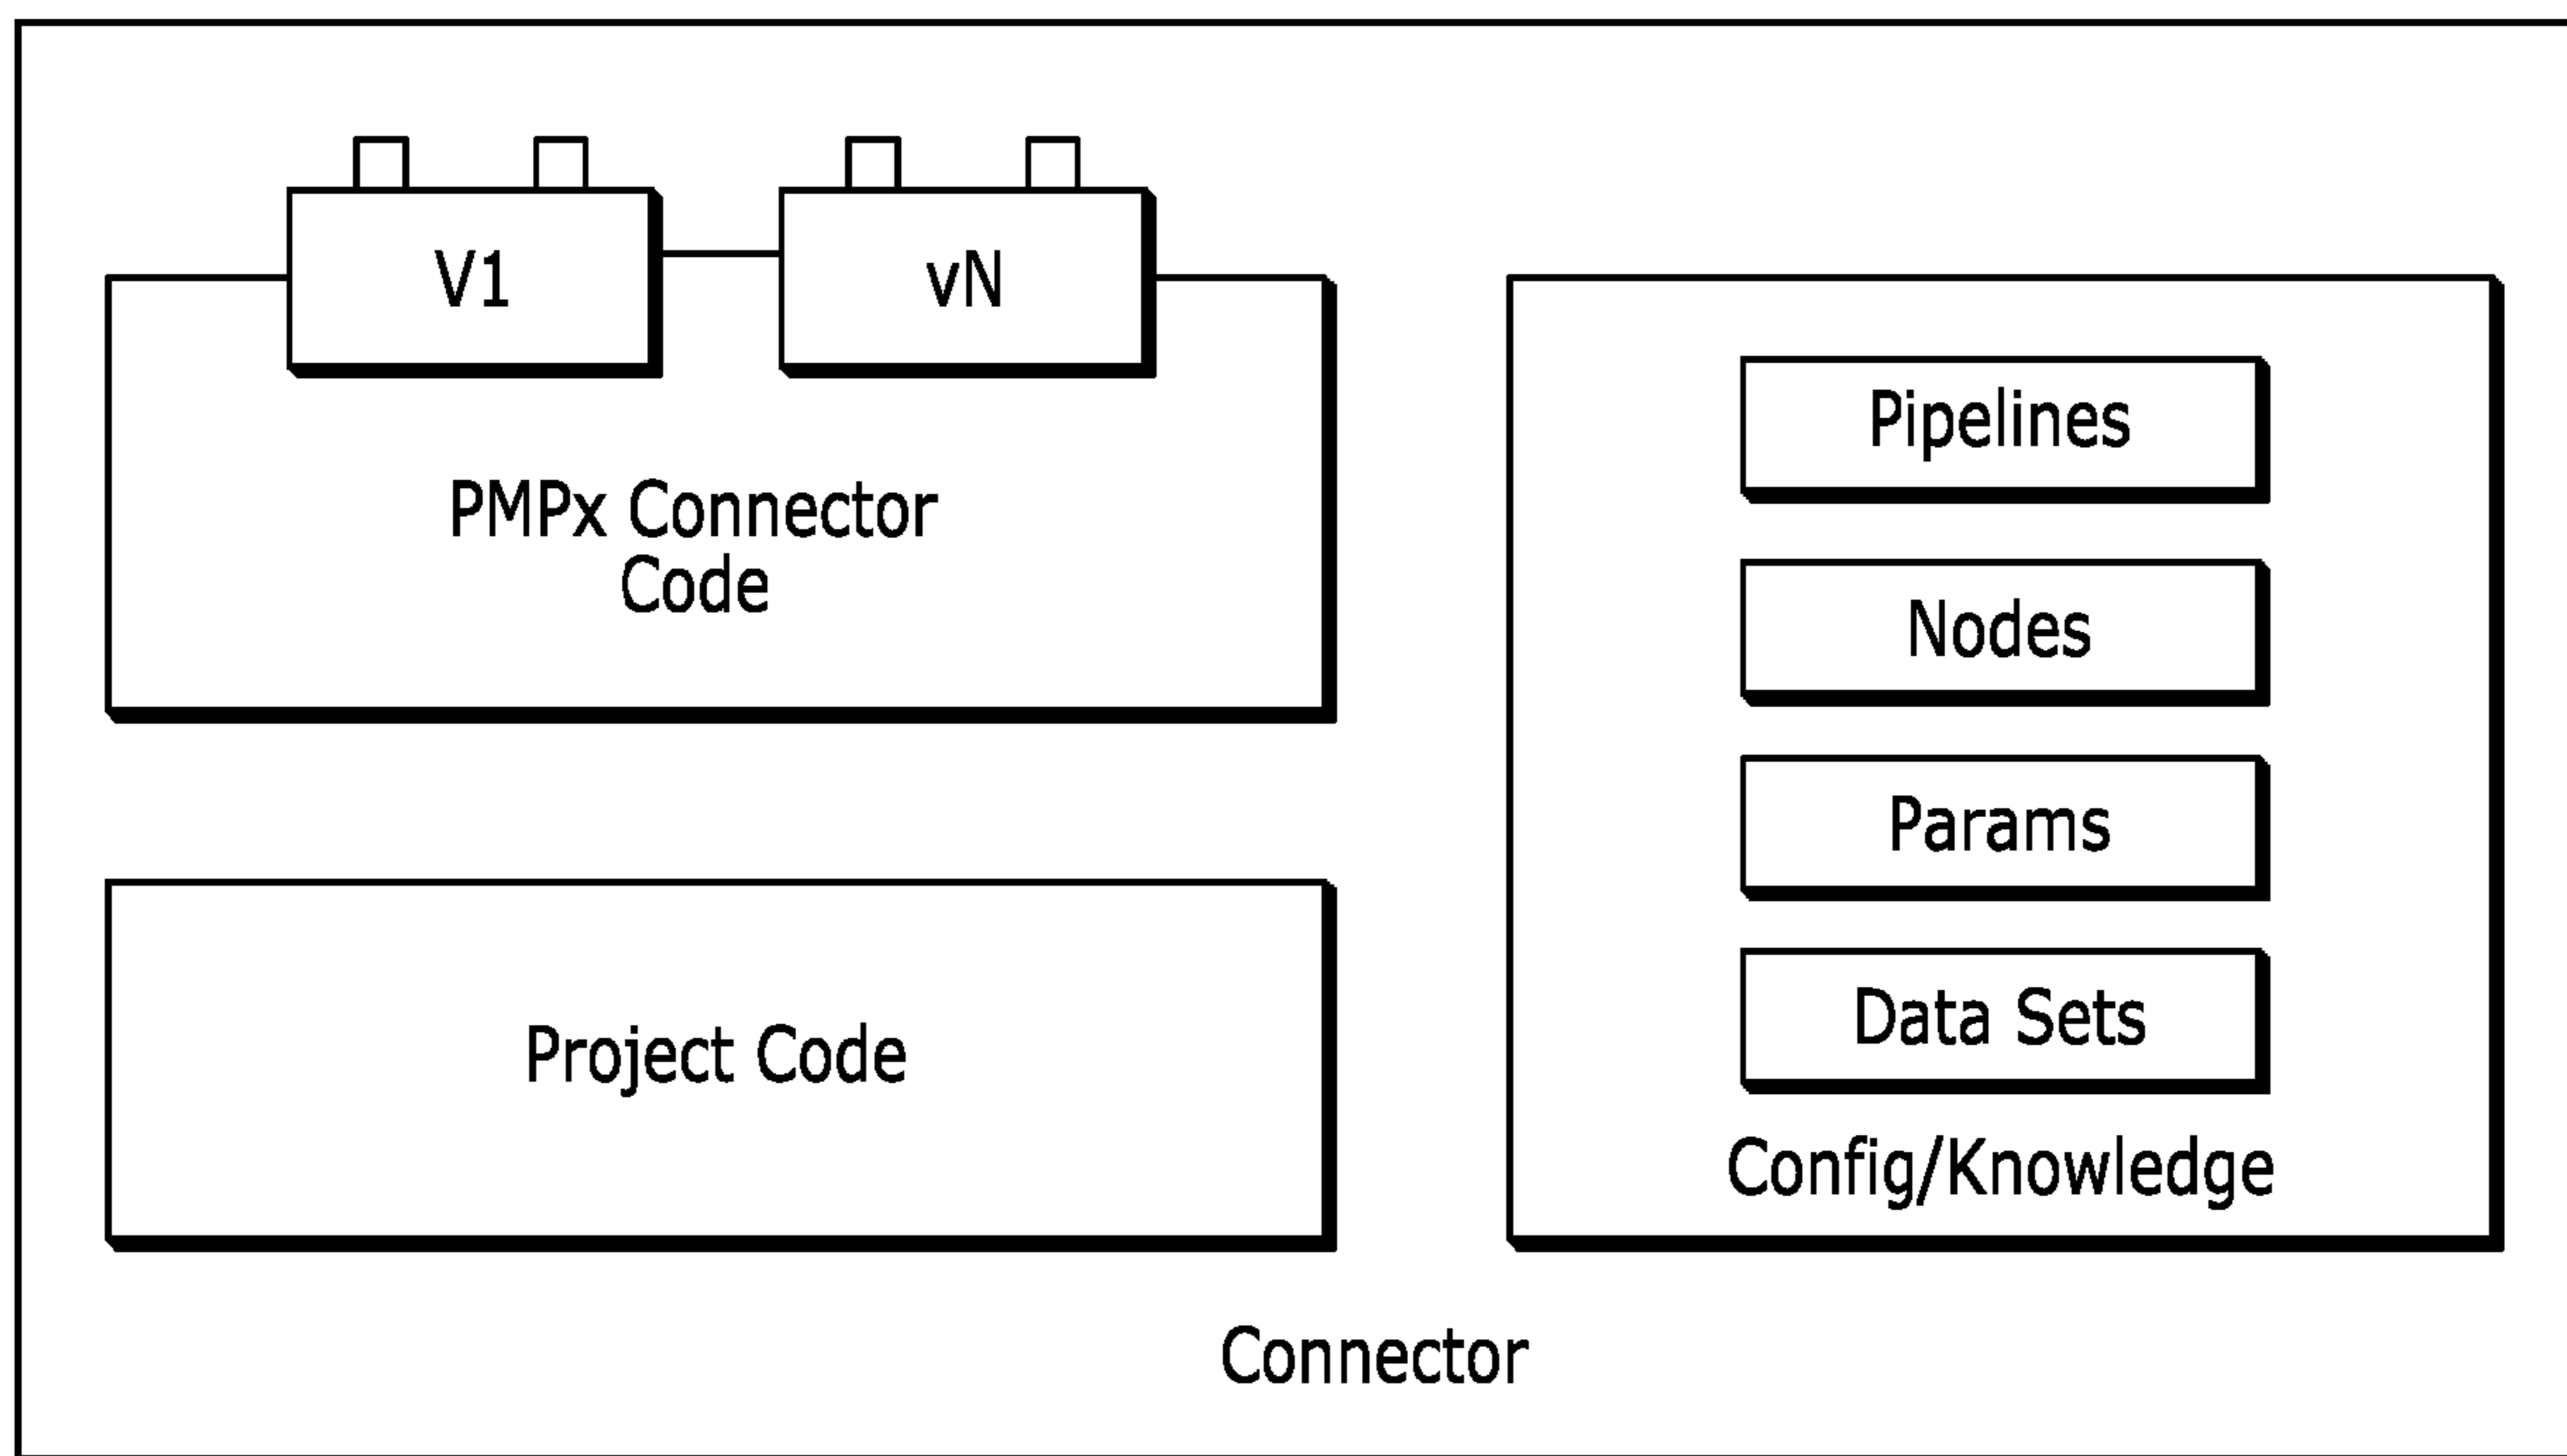 V1
vN
PMPx Connector
Code
Project Code
Pipelines
Nodes
Params
Data Sets
Config/Knowledge
Connector